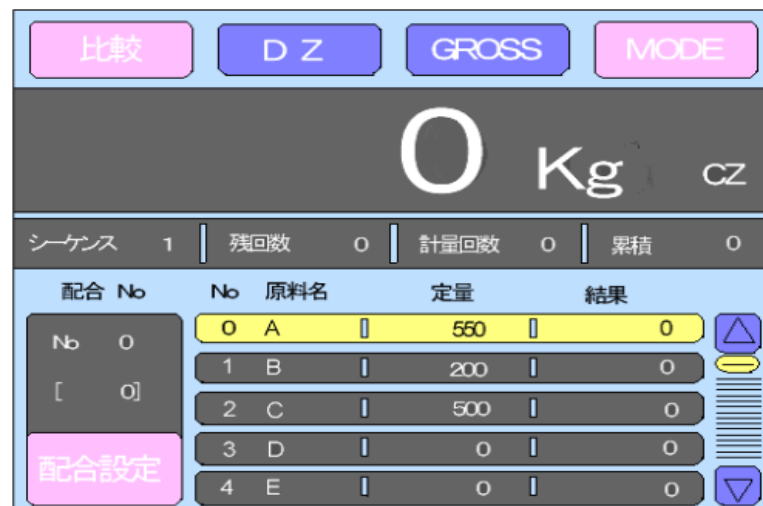 比較 DZ GROSS MODE
0 Kg CZ
シーケンス 1 残回数 0 計量回数 0 累積 0
配合 No
No 0
[ 0]
配合設定
No 原料名 定量 結果
0 A 550 0
1 B 200 0
2 C 500 0
3 D 0 0
4 E 0 0